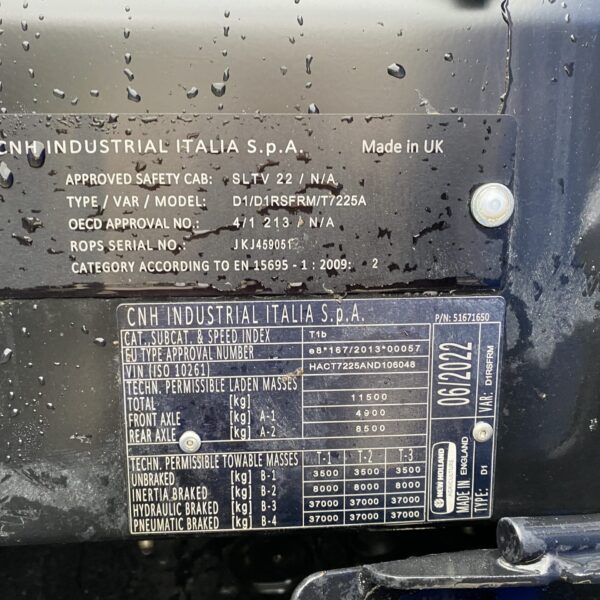 CNH INDUSTRIAL ITALIA S.p.A. Made in UK
APPROVED SAFETY CAB: SLTV 22 / N/A
TYPE / VAR / MODEL: D1/D1RSFRM/T7225A
OECD APPROVAL NO.: 4/1 213 / N/A
ROPS SERIAL NO.: JKJ459051
CATEGORY ACCORDING TO EN 15695 - 1 : 2009: 2
CNH INDUSTRIAL ITALIA S.p.A. P/N: 51671650
CAT. SUBCAT. & SPEED INDEX T1b
EU TYPE APPROVAL NUMBER e8*167/2013*00057
VIN (ISO 10261) HACT7225AND106048
TECHN. PERMISSIBLE LADEN MASSES
TOTAL [kg] 11500
FRONT AXLE [kg] A-1 4900
REAR AXLE [kg] A-2 8500
TECHN. PERMISSIBLE TOWABLE MASSES T-1 T-2 T-3
UNBRAKED [kg] B-1 3500 3500 3500
INERTIA BRAKED [kg] B-2 8000 8000 8000
HYDRAULIC BRAKED [kg] B-3 37000 37000 37000
PNEUMATIC BRAKED [kg] B-4 37000 37000 37000
06/2022
NEW HOLLAND
AGRICULTURE
MADE IN ENGLAND
TYPE: D1
VAR: D1RSFRM